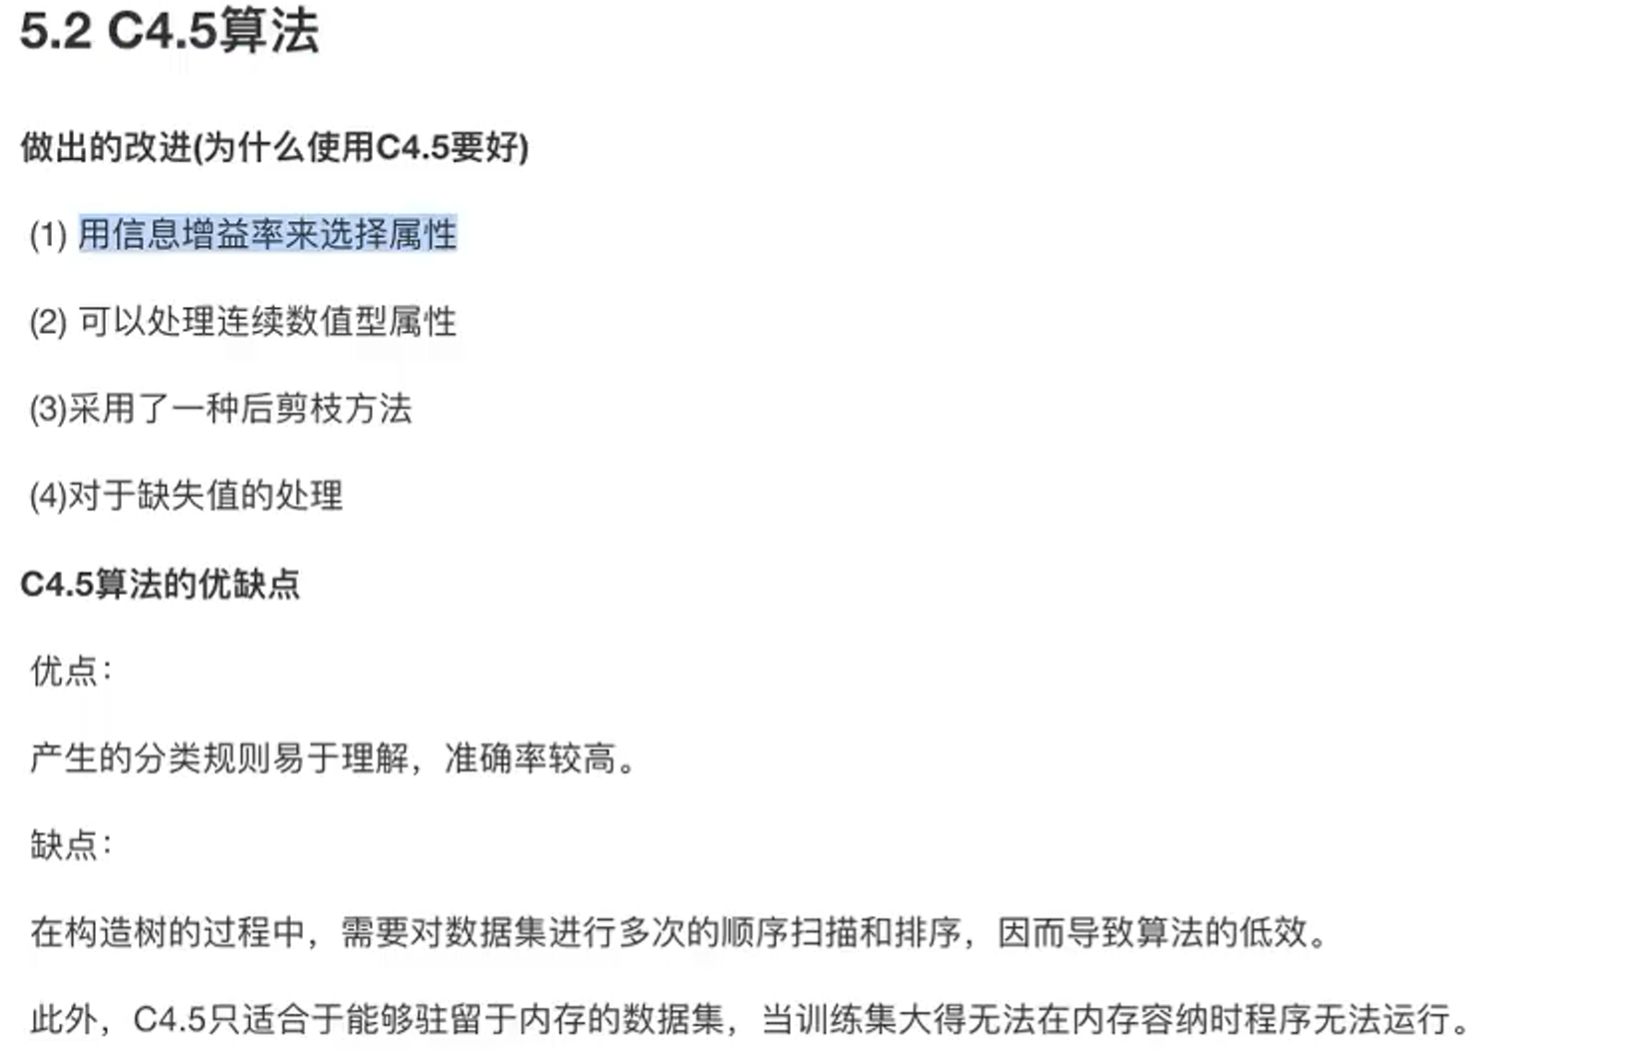 5.2 C4.5算法
做出的改进(为什么使用C4.5要好)
(1) 用信息增益率来选择属性
(2) 可以处理连续数值型属性
(3)采用了一种后剪枝方法
(4)对于缺失值的处理
C4.5算法的优缺点
优点：
产生的分类规则易于理解，准确率较高。
缺点：
在构造树的过程中，需要对数据集进行多次的顺序扫描和排序，因而导致算法的低效。
此外，C4.5只适合于能够驻留于内存的数据集，当训练集大得无法在内存容纳时程序无法运行。